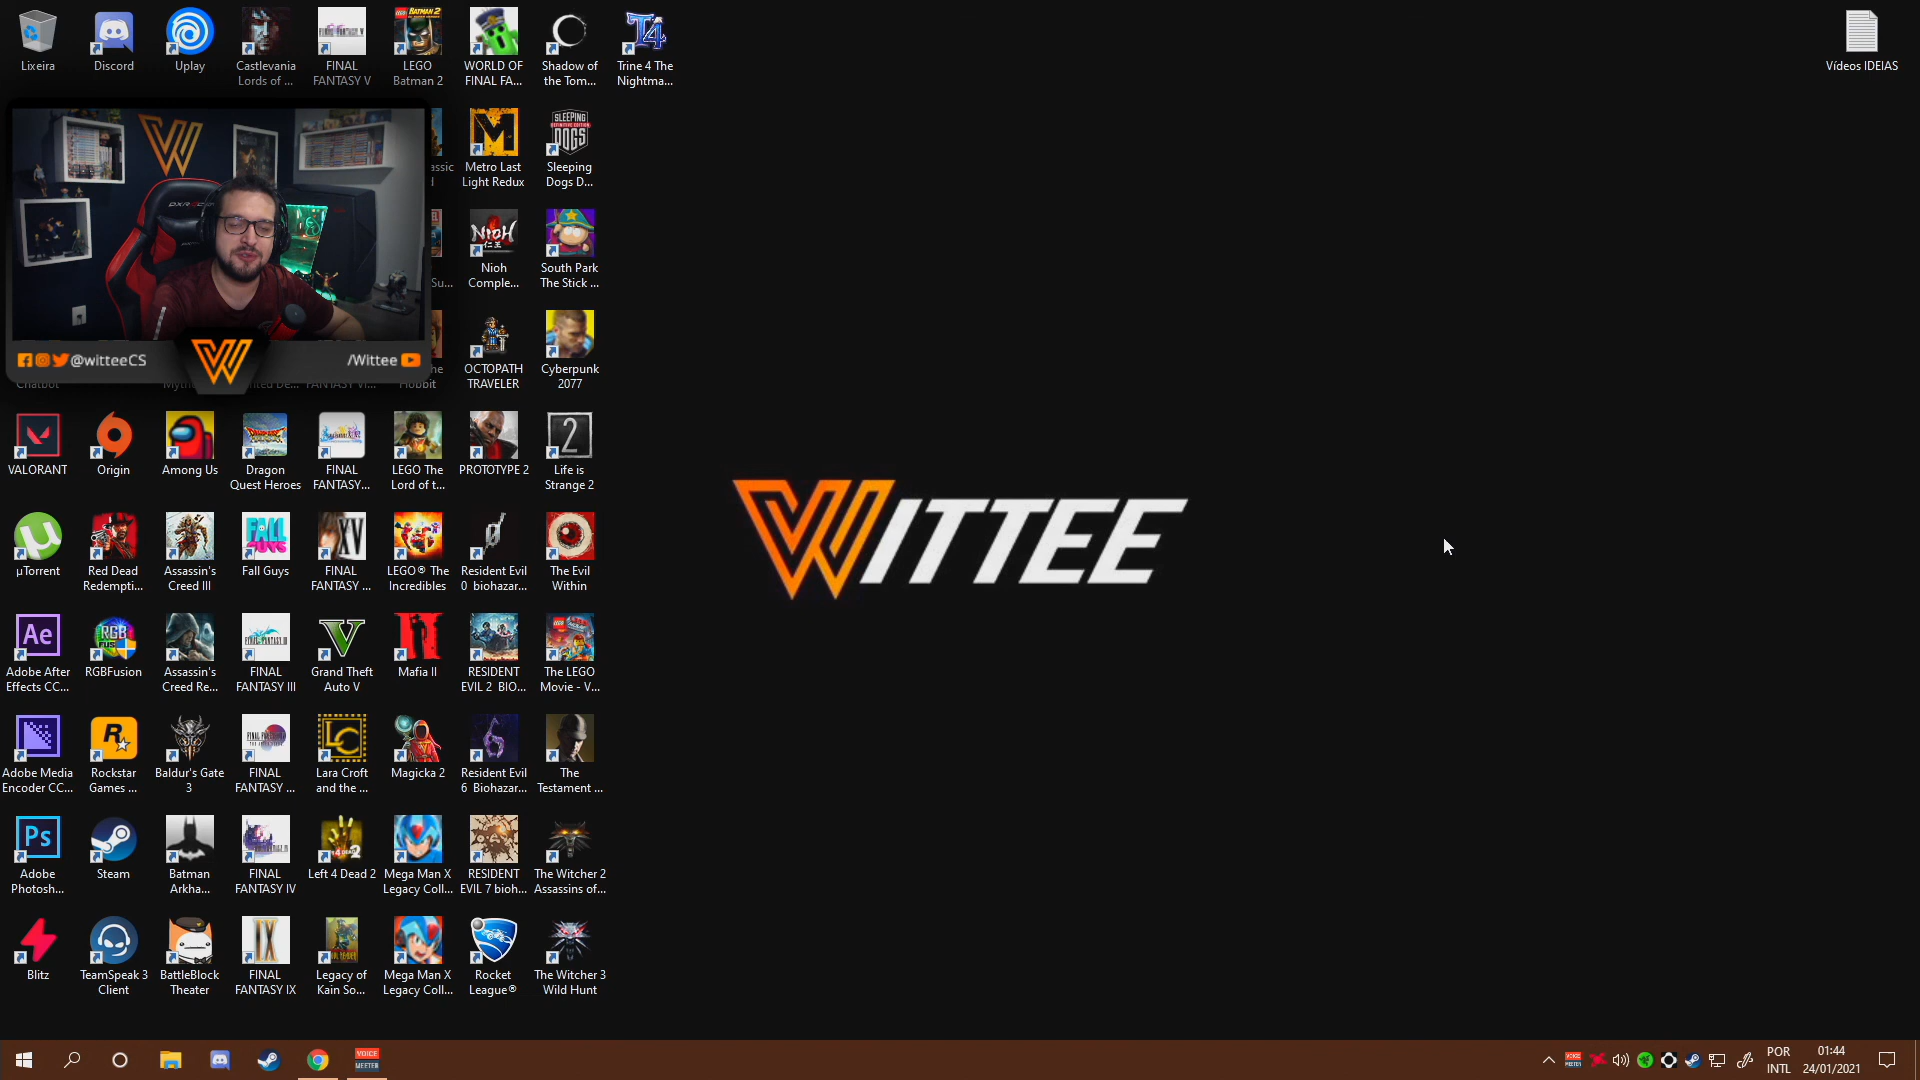 Lixeira
Discord
Uplay
Castlevania
Lords of ...
FINAL
FANTASY V
LEGO
Batman 2
WORLD OF
FINAL FA...
Shadow of
the Tom...
Trine 4 The
Nightma...
Vídeos IDEIAS
Metro Last
Light Redux
Sleeping
Dogs D...
Nioh
Comple...
South Park
The Stick ...
@witteeCS
/Wittee
Chatbot
Hobbit
OCTOPATH
TRAVELER
Cyberpunk
2077
VALORANT
Origin
Among Us
Dragon
Quest Heroes
FINAL
FANTASY...
LEGO The
Lord of t...
PROTOTYPE 2
Life is
Strange 2
WITTEE
µTorrent
Red Dead
Redempti...
Assassin's
Creed III
Fall Guys
FINAL
FANTASY ...
LEGO® The
Incredibles
Resident Evil
0 biohazar...
The Evil
Within
Adobe After
Effects CC...
RGBFusion
Assassin's
Creed Re...
FINAL
FANTASY III
Grand Theft
Auto V
Mafia II
RESIDENT
EVIL 2 BIO...
The LEGO
Movie - V...
Adobe Media
Encoder CC...
Rockstar
Games ...
Baldur's Gate
3
FINAL
FANTASY ...
Lara Croft
and the ...
Magicka 2
Resident Evil
6 Biohazar...
The
Testament ...
Adobe
Photosh...
Steam
Batman
Arkha...
FINAL
FANTASY IV
Left 4 Dead 2
Mega Man X
Legacy Coll...
RESIDENT
EVIL 7 bioh...
The Witcher 2
Assassins of...
Blitz
TeamSpeak 3
Client
BattleBlock
Theater
FINAL
FANTASY IX
Legacy of
Kain So...
Mega Man X
Legacy Coll...
Rocket
League®
The Witcher 3
Wild Hunt
VOICE
MEETER
POR
INTL
01:44
24/01/2021